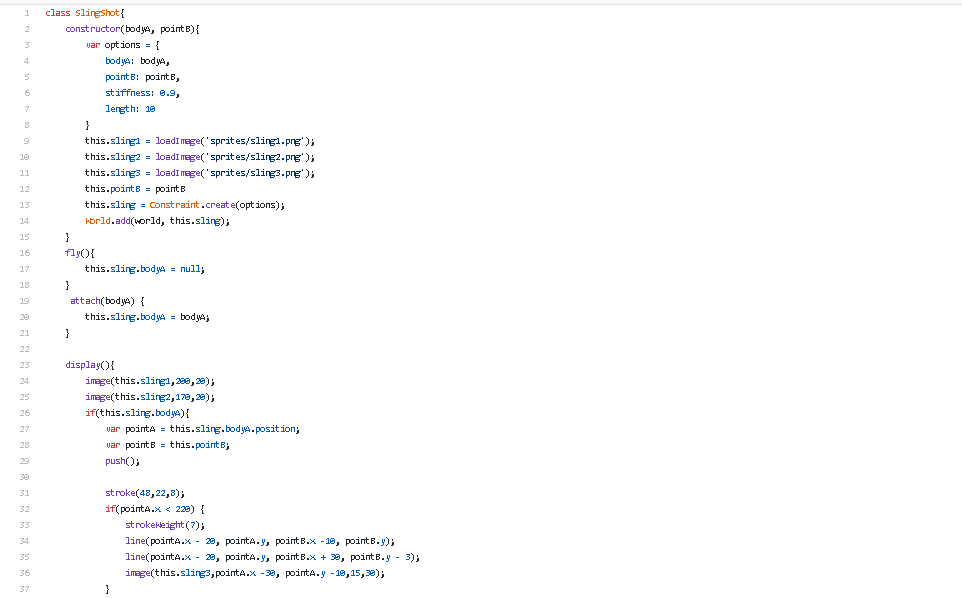 1 class SlingShot{
2 constructor(bodyA, pointB){
3 var options = {
4 bodyA: bodyA,
5 pointB: pointB,
6 stiffness: 0.9,
7 length: 10
8 }
9 this.sling1 = loadImage('sprites/sling1.png');
10 this.sling2 = loadImage('sprites/sling2.png');
11 this.sling3 = loadImage('sprites/sling3.png');
12 this.pointB = pointB
13 this.sling = Constraint.create(options);
14 World.add(world, this.sling);
15 }
16 fly(){
17 this.sling.bodyA = null;
18 }
19 attach(bodyA) {
20 this.sling.bodyA = bodyA;
21 }
22
23 display(){
24 image(this.sling1,200,20);
25 image(this.sling2,170,20);
26 if(this.sling.bodyA){
27 var pointA = this.sling.bodyA.position;
28 var pointB = this.pointB;
29 push();
30
31 stroke(48,22,8);
32 if(pointA.x < 220) {
33 strokeWeight(7);
34 line(pointA.x - 20, pointA.y, pointB.x -10, pointB.y);
35 line(pointA.x - 20, pointA.y, pointB.x + 30, pointB.y - 3);
36 image(this.sling3,pointA.x -30, pointA.y -10,15,30);
37 }